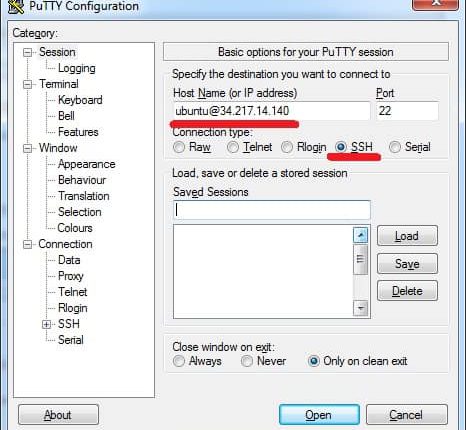 PuTTY Configuration
Category:
Session
Logging
Terminal
Keyboard
Bell
Features
Window
Appearance
Behaviour
Translation
Selection
Colours
Connection
Data
Proxy
Telnet
Rlogin
SSH
Serial
Basic options for your PuTTY session
Specify the destination you want to connect to
Host Name (or IP address) Port
ubuntu@34.217.14.140 22
Connection type:
Raw Telnet Rlogin SSH Serial
Load, save or delete a stored session
Saved Sessions
Load
Save
Delete
Close window on exit:
Always Never Only on clean exit
About Open Cancel